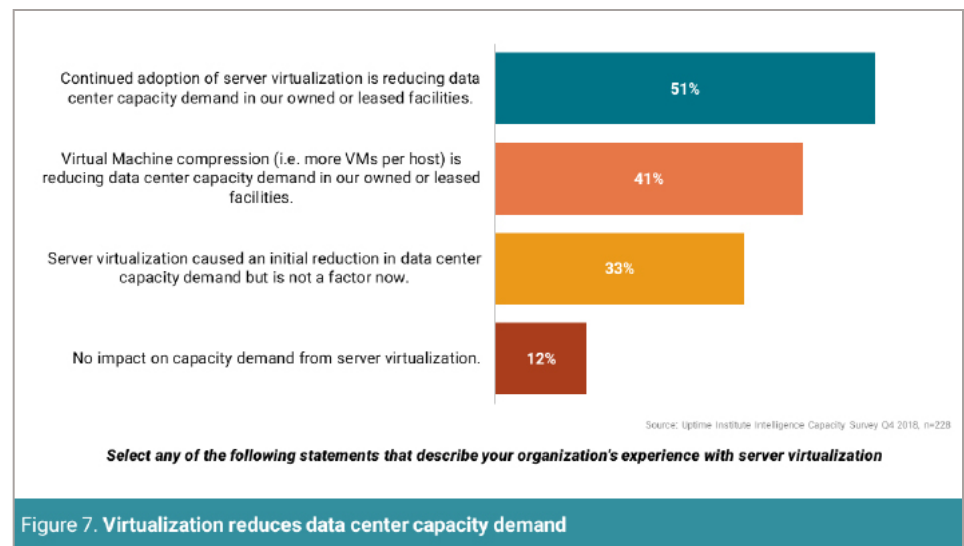 Continued adoption of server virtualization is reducing data
center capacity demand in our owned or leased facilities.
51%
Virtual Machine compression (i.e. more VMs per host) is
reducing data center capacity demand in our owned or leased
facilities.
41%
Server virtualization caused an initial reduction in data center
capacity demand but is not a factor now.
33%
No impact on capacity demand from server virtualization.
12%
Source: Uptime Institute Intelligence Capacity Survey Q4 2018, n=228
Select any of the following statements that describe your organization's experience with server virtualization
Figure 7. Virtualization reduces data center capacity demand